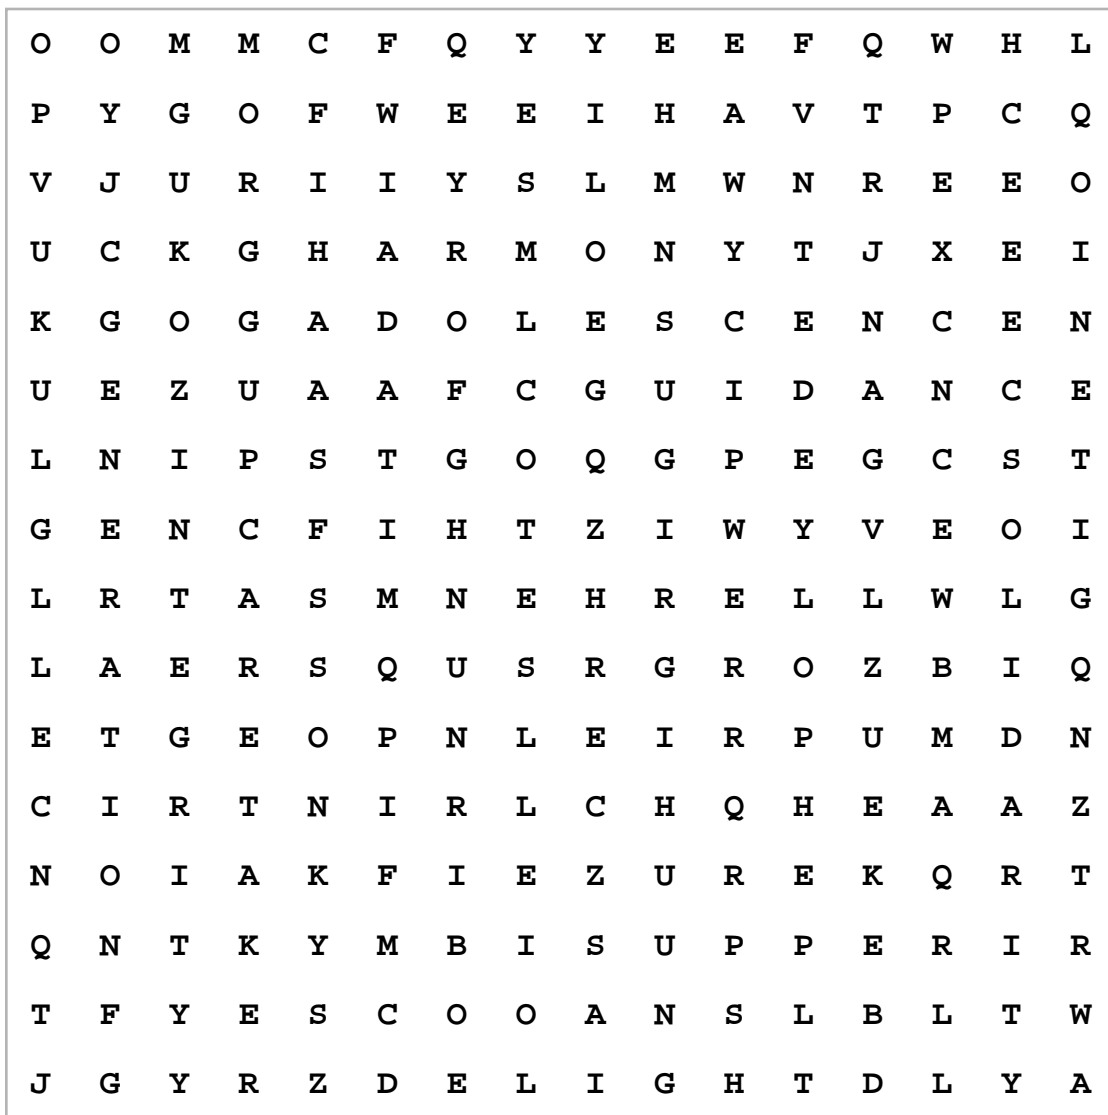 O O M M C F Q Y Y E E F Q W H L
P Y G O F W E E I H A V T P C Q
V J U R I I Y S L M W N R E E O
U C K G H A R M O N Y T J X E I
K G O G A D O L E S C E N C E N
U E Z U A A F C G U I D A N C E
L N I P S T G O Q G P E G C S T
G E N C F I H T Z I W Y V E O I
L R T A S M N E H R E L L W L G
L A E R S Q U S R G R O Z B I Q
E T G E O P N L E I R P U M D N
C I R T N I R L C H Q H E A A Z
N O I A K F I E Z U R E K Q R T
Q N T K Y M B I S U P P E R I R
T F Y E S C O O A N S L B L T W
J G Y R Z D E L I G H T D L Y A